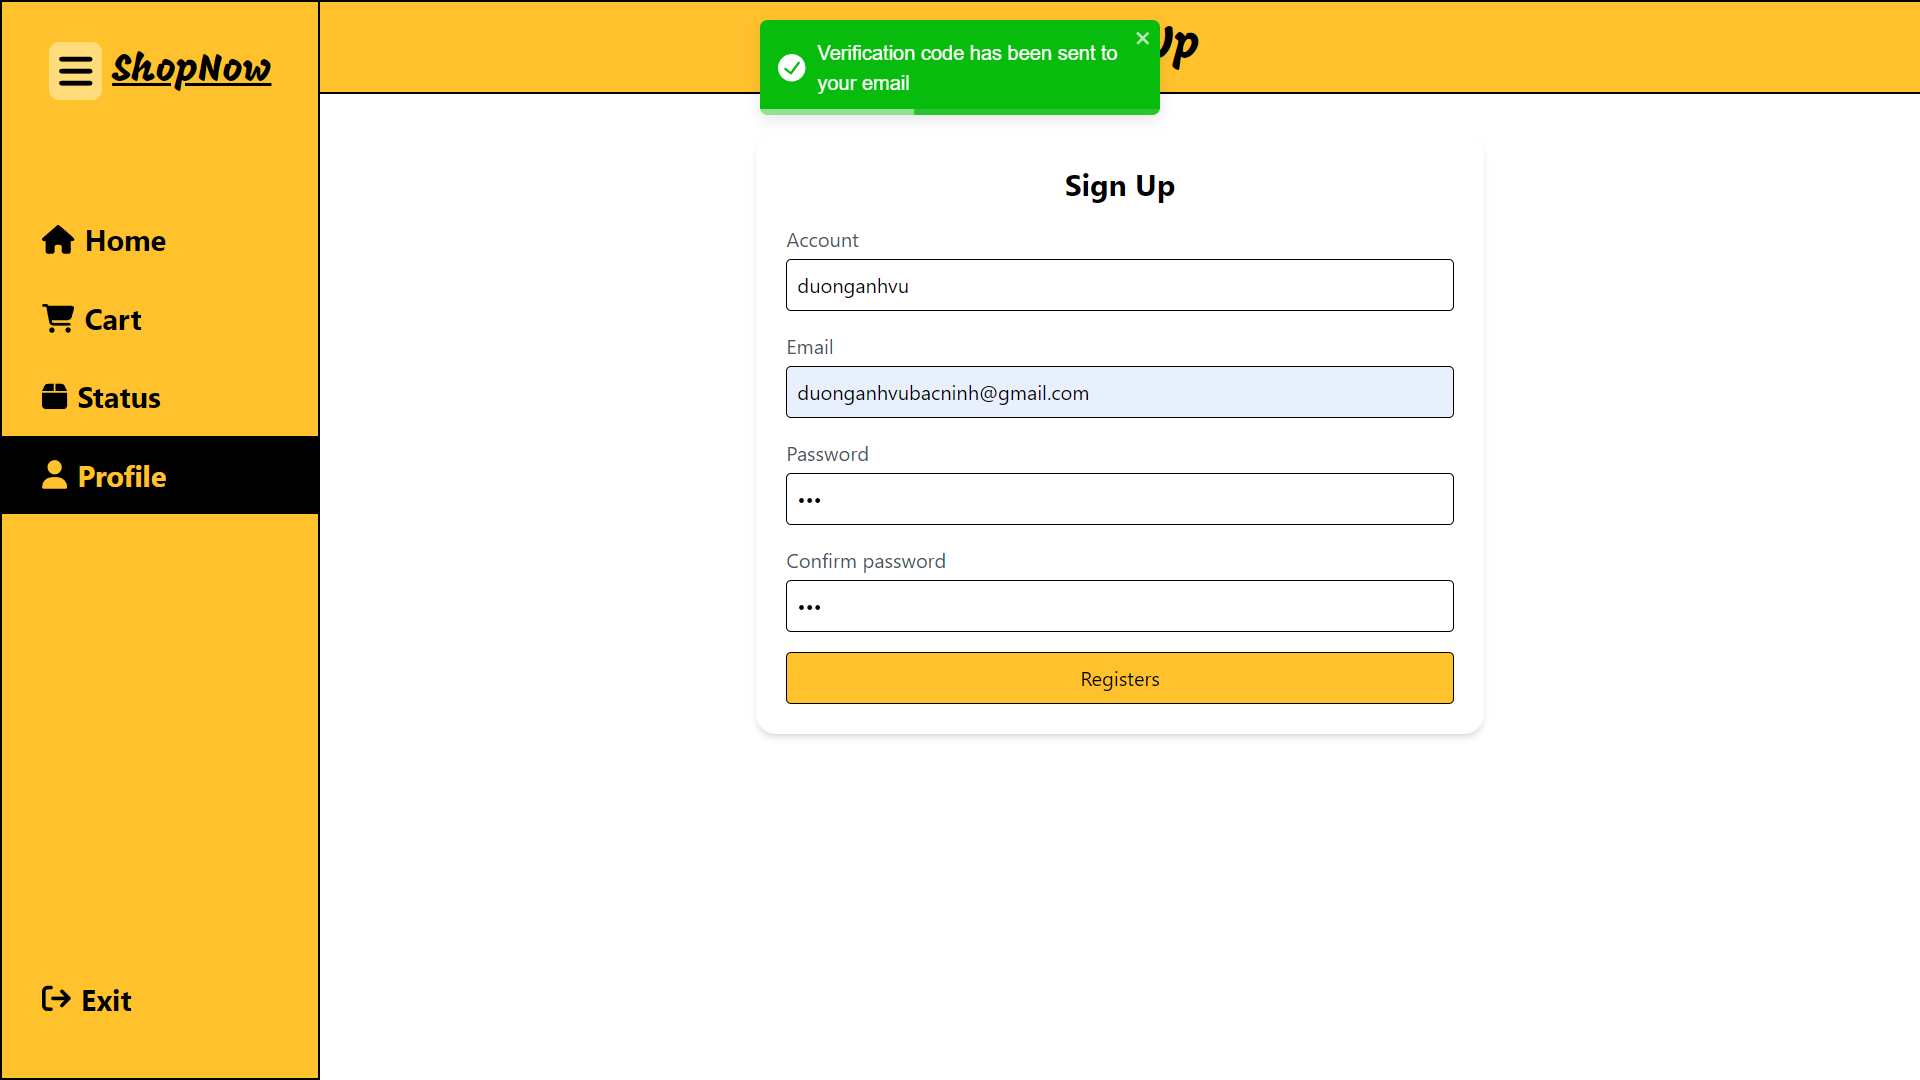 ShopNow
Home
Cart
Status
Profile
Exit
Verification code has been sent to
your email
Sign Up
Account
duonganhvu
Email
duonganhvubacninh@gmail.com
Password
•••
Confirm password
•••
Registers